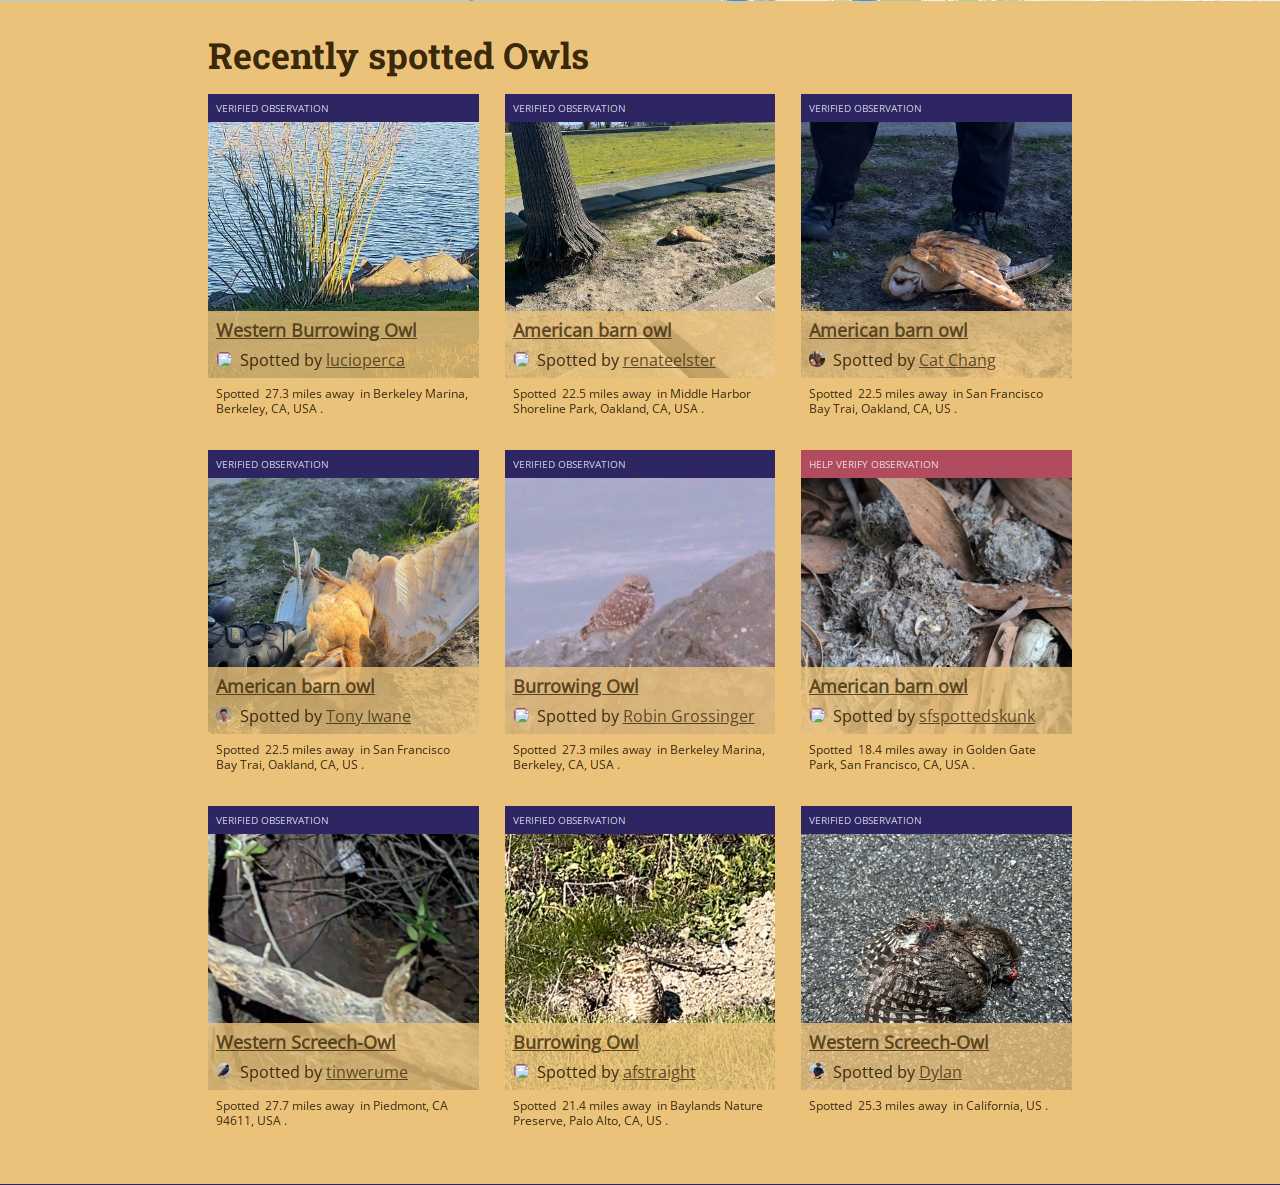 Recently spotted Owls
VERIFIED OBSERVATION
Western Burrowing Owl
Spotted by lucioperca
Spotted 27.3 miles away in Berkeley Marina,
Berkeley, CA, USA .
VERIFIED OBSERVATION
American barn owl
Spotted by renateelster
Spotted 22.5 miles away in Middle Harbor
Shoreline Park, Oakland, CA, USA .
VERIFIED OBSERVATION
American barn owl
Spotted by Cat Chang
Spotted 22.5 miles away in San Francisco
Bay Trai, Oakland, CA, US .
VERIFIED OBSERVATION
American barn owl
Spotted by Tony Iwane
Spotted 22.5 miles away in San Francisco
Bay Trai, Oakland, CA, US .
VERIFIED OBSERVATION
Burrowing Owl
Spotted by Robin Grossinger
Spotted 27.3 miles away in Berkeley Marina,
Berkeley, CA, USA .
HELP VERIFY OBSERVATION
American barn owl
Spotted by sfspottedskunk
Spotted 18.4 miles away in Golden Gate
Park, San Francisco, CA, USA .
VERIFIED OBSERVATION
Western Screech-Owl
Spotted by tinwerume
Spotted 27.7 miles away in Piedmont, CA
94611, USA .
VERIFIED OBSERVATION
Burrowing Owl
Spotted by afstraight
Spotted 21.4 miles away in Baylands Nature
Preserve, Palo Alto, CA, US .
VERIFIED OBSERVATION
Western Screech-Owl
Spotted by Dylan
Spotted 25.3 miles away in California, US .